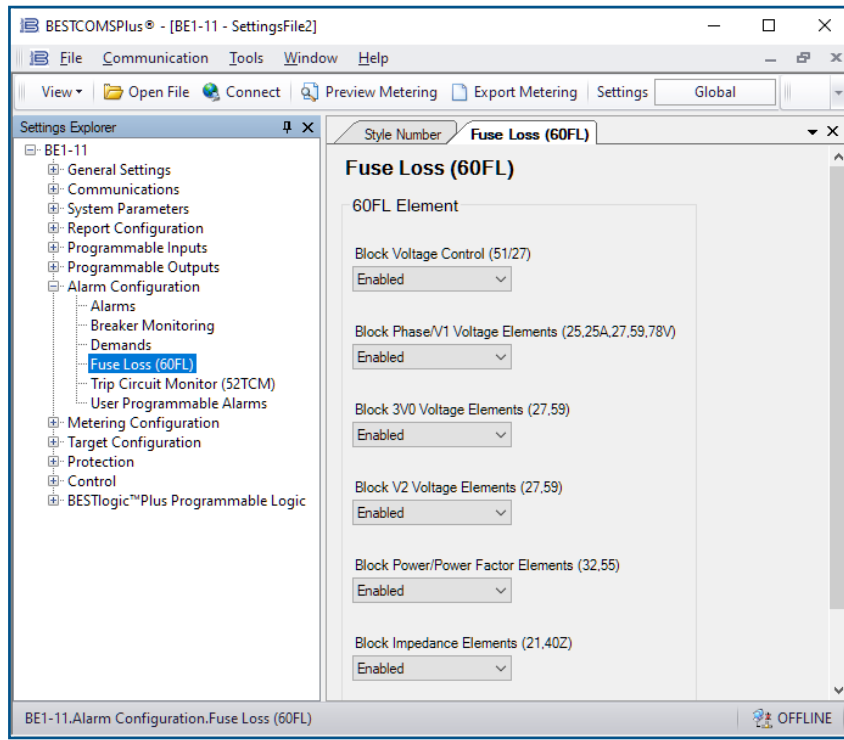 BESTCOMSPlus® - [BE1-11 - SettingsFile2]
File Communication Tools Window Help
View Open File Connect Preview Metering Export Metering Settings Global
Settings Explorer
BE1-11
General Settings
Communications
System Parameters
Report Configuration
Programmable Inputs
Programmable Outputs
Alarm Configuration
Alarms
Breaker Monitoring
Demands
Fuse Loss (60FL)
Trip Circuit Monitor (52TCM)
User Programmable Alarms
Metering Configuration
Target Configuration
Protection
Control
BESTlogic™Plus Programmable Logic
Style Number Fuse Loss (60FL)
Fuse Loss (60FL)
60FL Element
Block Voltage Control (51/27)
Enabled
Block Phase/V1 Voltage Elements (25,25A,27,59,78V)
Enabled
Block 3V0 Voltage Elements (27,59)
Enabled
Block V2 Voltage Elements (27,59)
Enabled
Block Power/Power Factor Elements (32,55)
Enabled
Block Impedance Elements (21,40Z)
Enabled
BE1-11.Alarm Configuration.Fuse Loss (60FL) OFFLINE